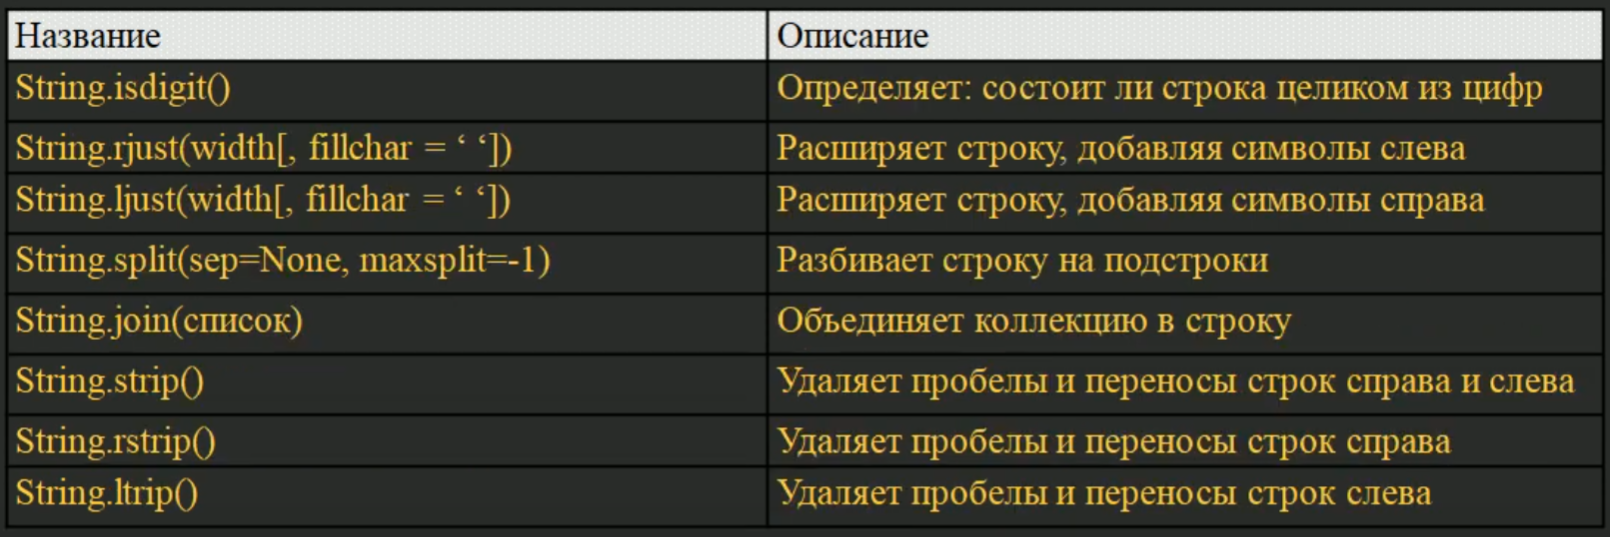 Название Описание
String.isdigit() Определяет: состоит ли строка целиком из цифр
String.rjust(width[, fillchar = ‘ ‘]) Расширяет строку, добавляя символы слева
String.ljust(width[, fillchar = ‘ ‘]) Расширяет строку, добавляя символы справа
String.split(sep=None, maxsplit=-1) Разбивает строку на подстроки
String.join(список) Объединяет коллекцию в строку
String.strip() Удаляет пробелы и переносы строк справа и слева
String.rstrip() Удаляет пробелы и переносы строк справа
String.ltrip() Удаляет пробелы и переносы строк слева